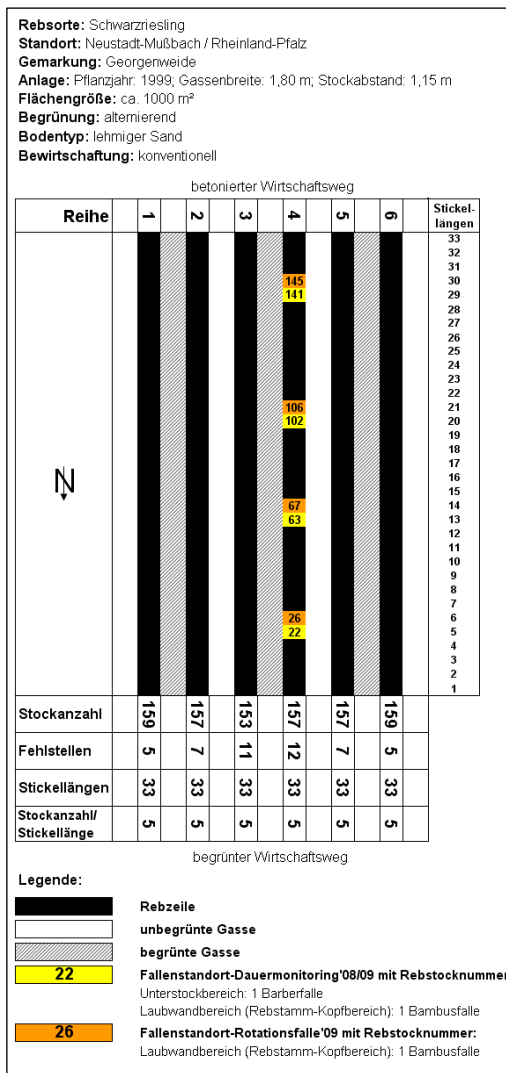 Rebsorte: Schwarzriesling
Standort: Neustadt-Mußbach / Rheinland-Pfalz
Gemarkung: Georgenweide
Anlage: Pflanzjahr: 1999; Gassenbreite: 1,80 m; Stockabstand: 1,15 m
Flächengröße: ca. 1000 m²
Begrünung: alternierend
Bodentyp: lehmiger Sand
Bewirtschaftung: konventionell
betonierter Wirtschaftsweg
Reihe 1 2 3 4 5 6 Stickel-
längen
33
32
31
145 30
141 29
28
27
26
25
24
23
22
106 21
102 20
19
18
17
16
15
67 14
63 13
12
11
10
9
8
7
26 6
22 5
4
3
2
1
N
Stockanzahl 159 157 153 157 157 159
Fehlstellen 5 7 11 12 7 5
Stickellängen 33 33 33 33 33 33
Stockanzahl/
Stickellänge 5 5 5 5 5 5
begrünter Wirtschaftsweg
Legende:
Rebzeile
unbegrünte Gasse
begrünte Gasse
22 Fallenstandort-Dauermonitoring'08/09 mit Rebstocknummer
Unterstockbereich: 1 Barberfalle
Laubwandbereich (Rebstamm-Kopfbereich): 1 Bambusfalle
26 Fallenstandort-Rotationsfalle'09 mit Rebstocknummer:
Laubwandbereich (Rebstamm-Kopfbereich): 1 Bambusfalle